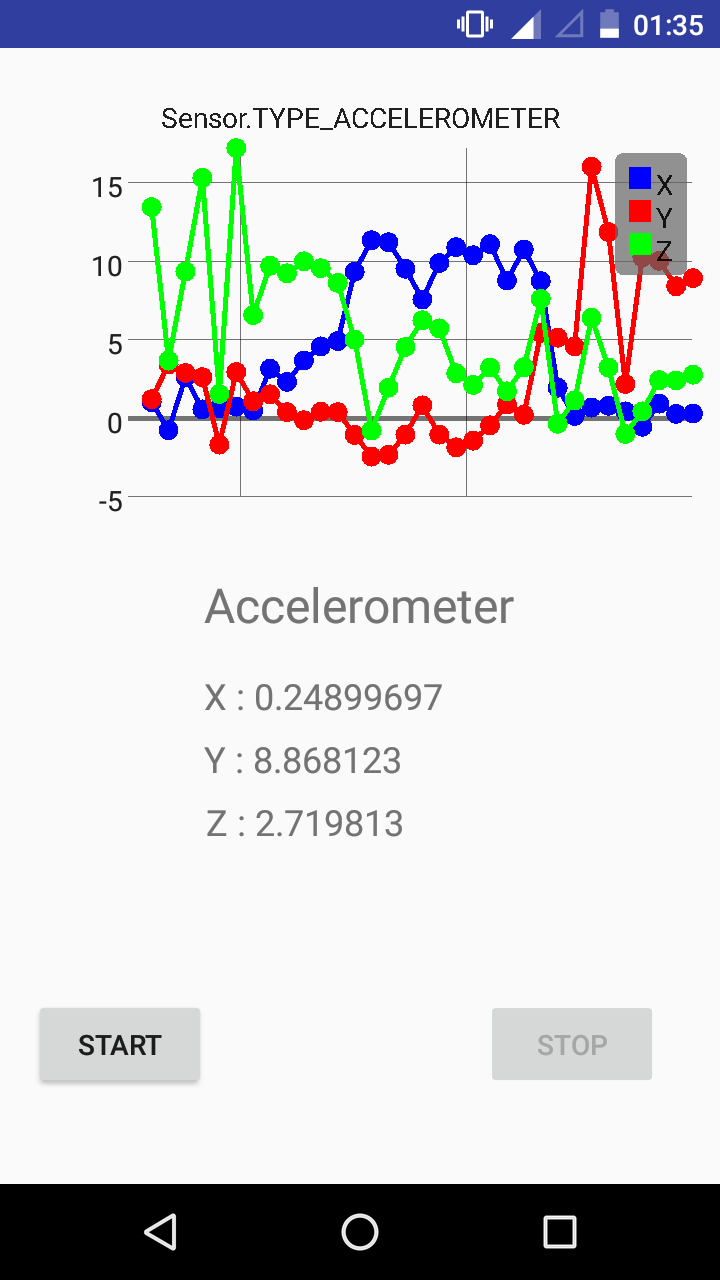 01:35
Sensor.TYPE_ACCELEROMETER
15
10
5
0
-5
X
Y
Z
Accelerometer
X : 0.24899697
Y : 8.868123
Z : 2.719813
START
STOP